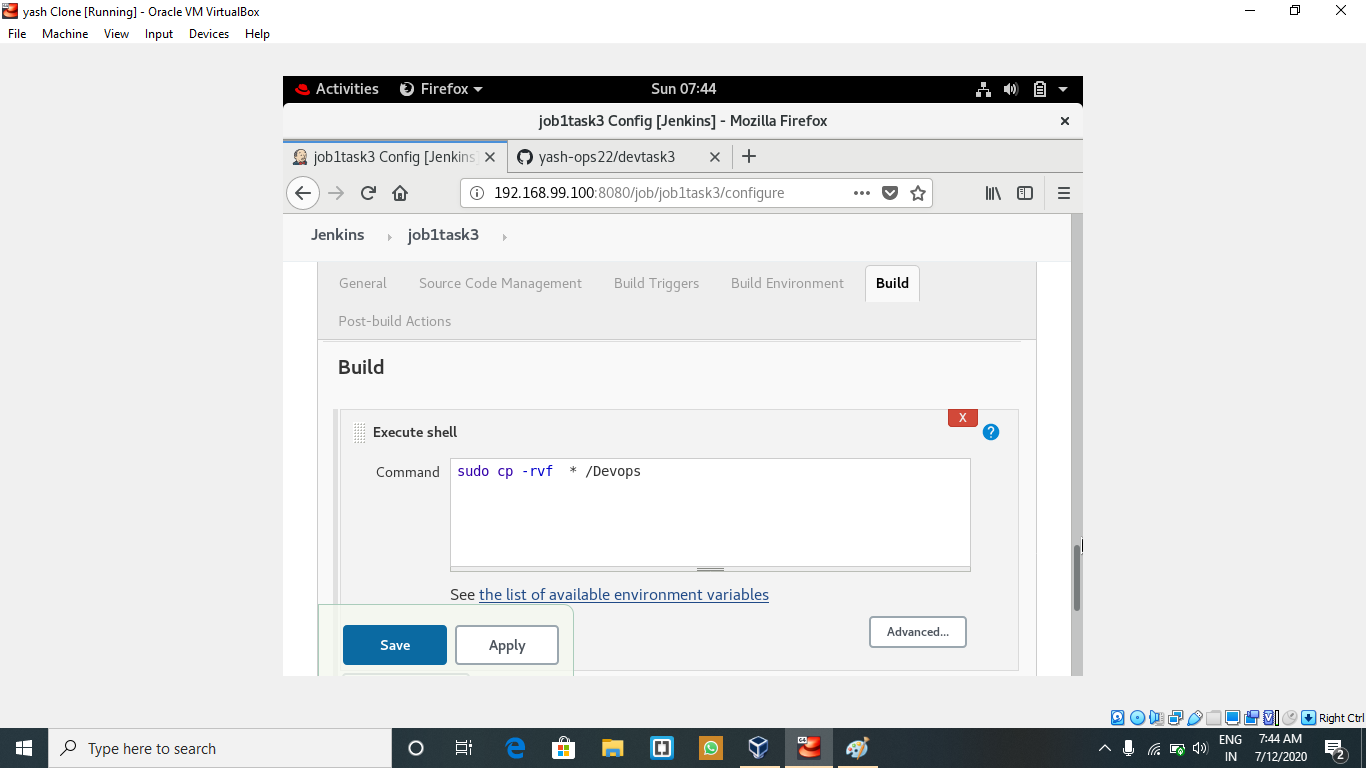 yash Clone [Running] - Oracle VM VirtualBox
File Machine View Input Devices Help
Activities Firefox Sun 07:44
job1task3 Config [Jenkins] - Mozilla Firefox
job1task3 Config [Jenkins] yash-ops22/devtask3
192.168.99.100:8080/job/job1task3/configure
Jenkins job1task3
General Source Code Management Build Triggers Build Environment Build
Post-build Actions
Build
X
Execute shell ?
Command sudo cp -rvf  * /Devops
See the list of available environment variables
Advanced...
Save Apply
Right Ctrl
Type here to search
ENG 7:44 AM
IN 7/12/2020 2